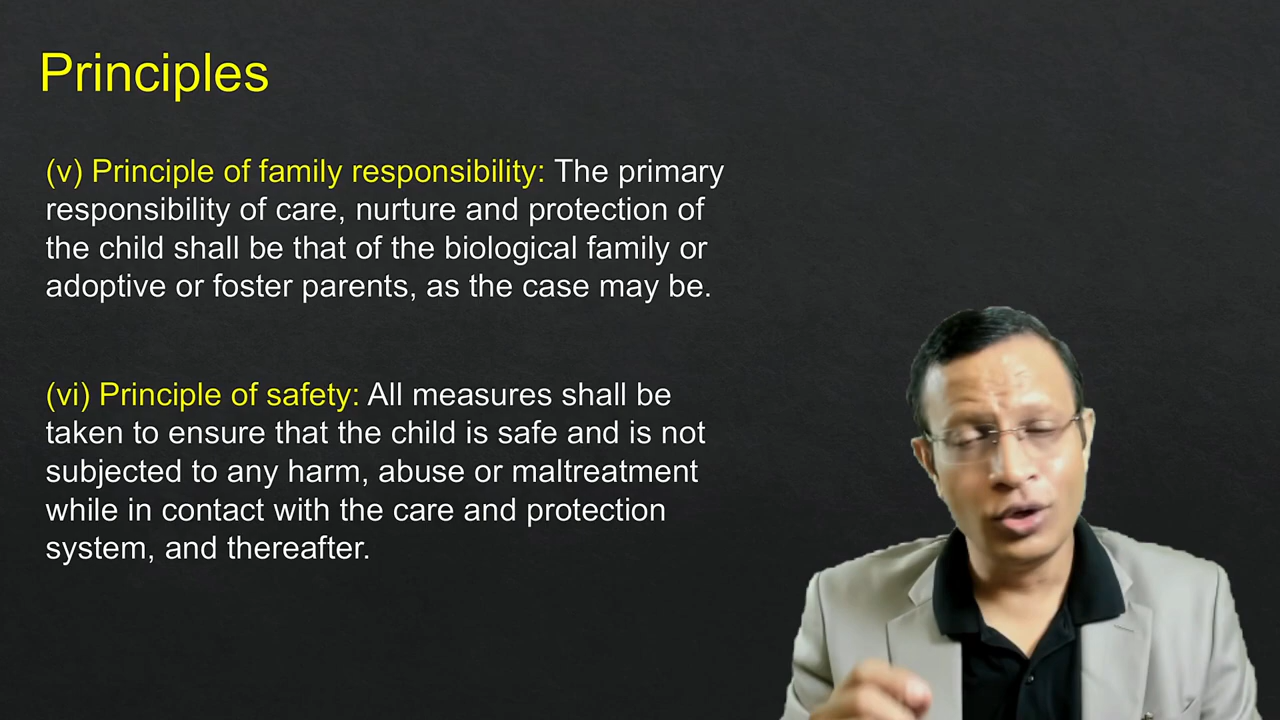 Principles
(v) Principle of family responsibility: The primary
responsibility of care, nurture and protection of
the child shall be that of the biological family or
adoptive or foster parents, as the case may be.
(vi) Principle of safety: All measures shall be
taken to ensure that the child is safe and is not
subjected to any harm, abuse or maltreatment
while in contact with the care and protection
system, and thereafter.